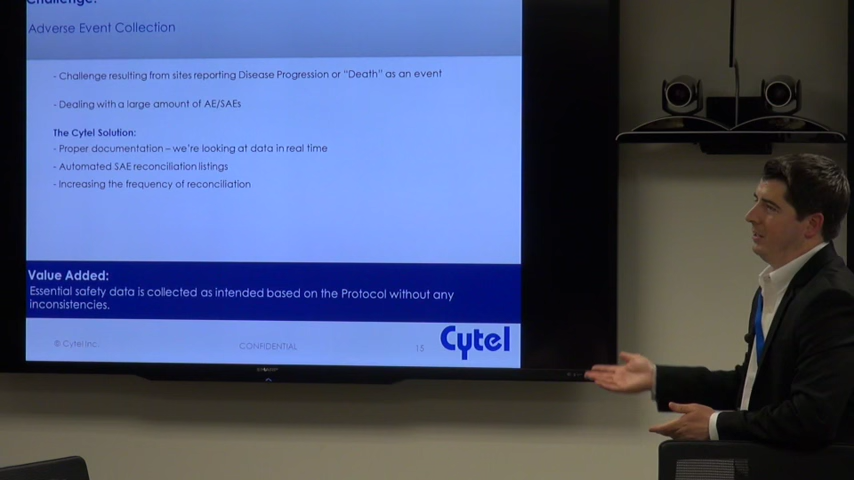 Challenge:
Adverse Event Collection
- Challenge resulting from sites reporting Disease Progression or "Death" as an event
- Dealing with a large amount of AE/SAEs
The Cytel Solution:
- Proper documentation – we're looking at data in real time
- Automated SAE reconciliation listings
- Increasing the frequency of reconciliation
Value Added:
Essential safety data is collected as intended based on the Protocol without any
inconsistencies.
© Cytel Inc.
CONFIDENTIAL
15
Cytel
SHARP